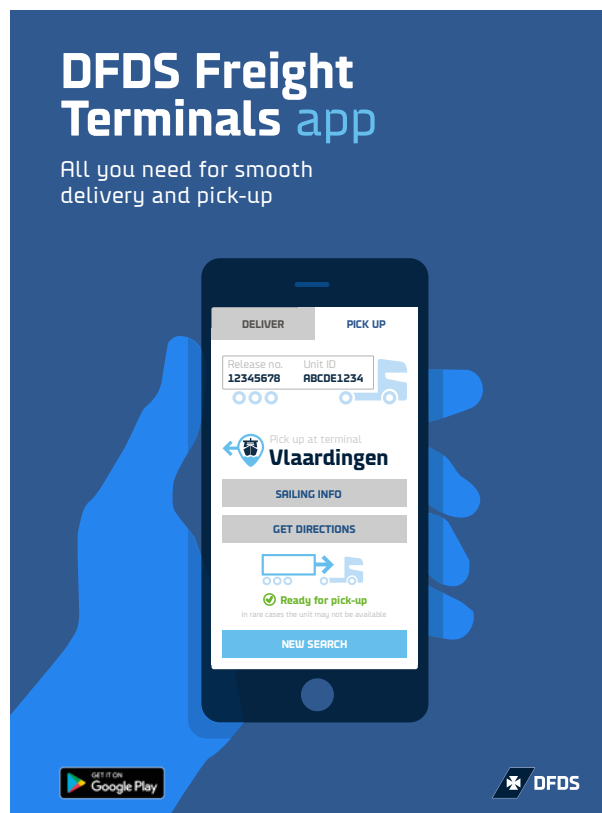 DFDS Freight
Terminals app
All you need for smooth
delivery and pick-up
DELIVER PICK UP
Release no. Unit ID
12345678 ABCDE1234
Pick up at terminal
Vlaardingen
SAILING INFO
GET DIRECTIONS
Ready for pick-up
In rare cases the unit may not be available
NEW SEARCH
GET IT ON
Google Play
DFDS